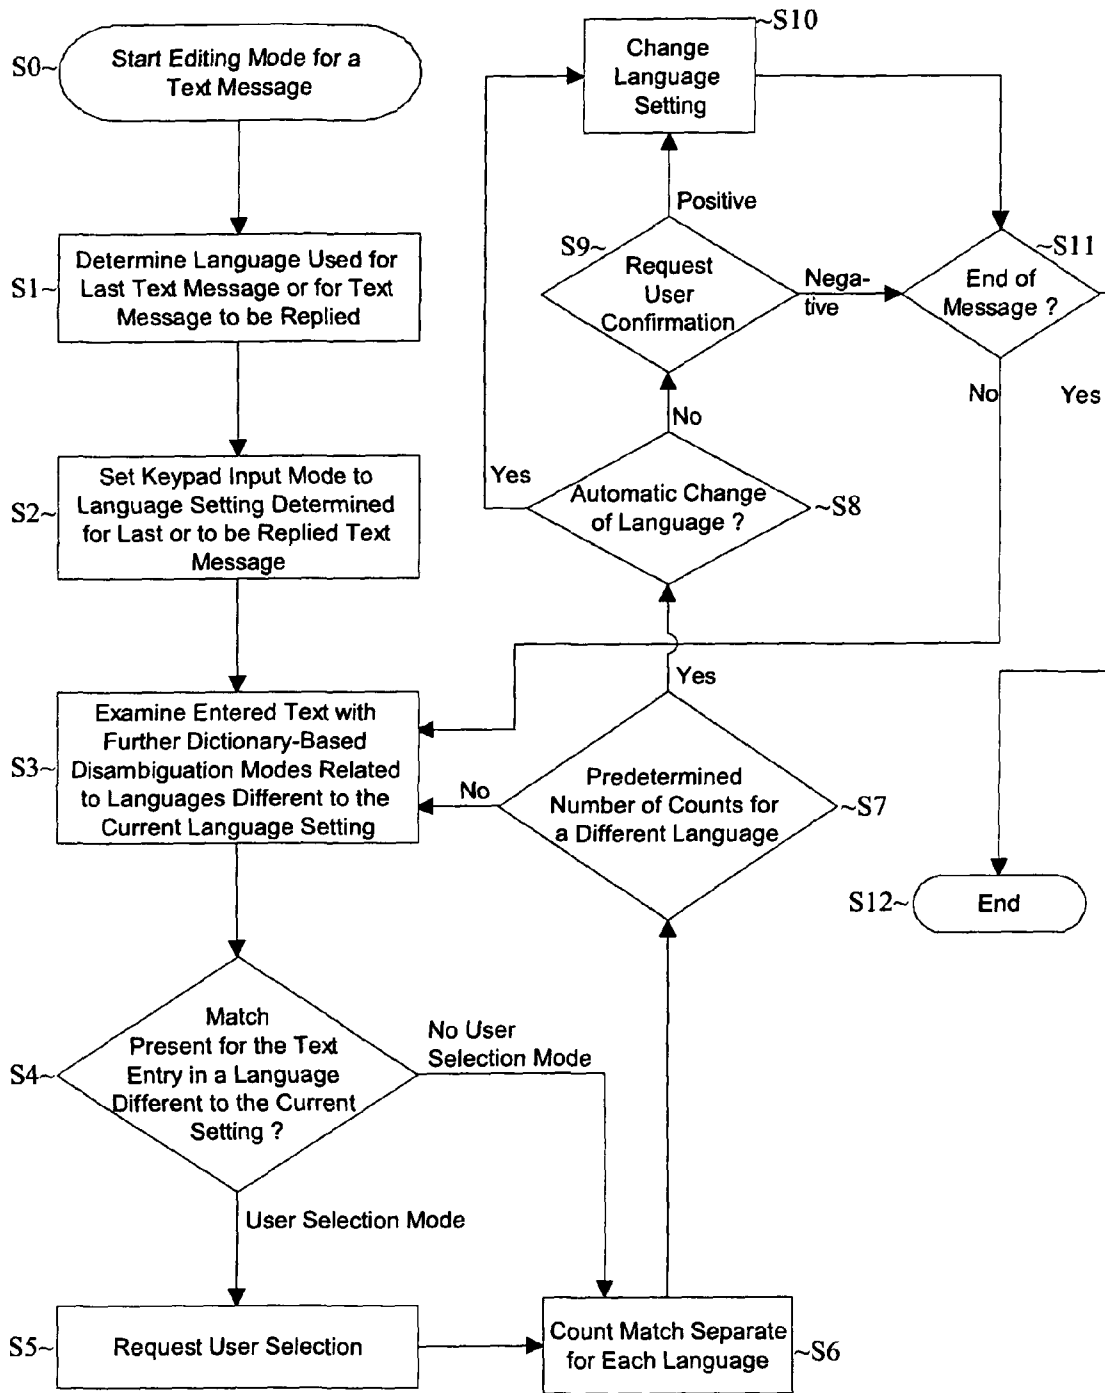 S0~
Start Editing Mode for a
Text Message
S1~
Determine Language Used for
Last Text Message or for Text
Message to be Replied
S2~
Set Keypad Input Mode to
Language Setting Determined
for Last or to be Replied Text
Message
S3~
Examine Entered Text with
Further Dictionary-Based
Disambiguation Modes Related
to Languages Different to the
Current Language Setting
S4~
Match
Present for the Text
Entry in a Language
Different to the Current
Setting ?
No User
Selection Mode
User Selection Mode
S5~
Request User Selection
Count Match Separate
for Each Language
~S6
Predetermined
Number of Counts for
a Different Language
~S7
No
Yes
Automatic Change
of Language ?
~S8
Yes
No
S9~
Request
User
Confirmation
Positive
Nega-
tive
Change
Language
Setting
~S10
End of
Message ?
~S11
No
Yes
S12~
End